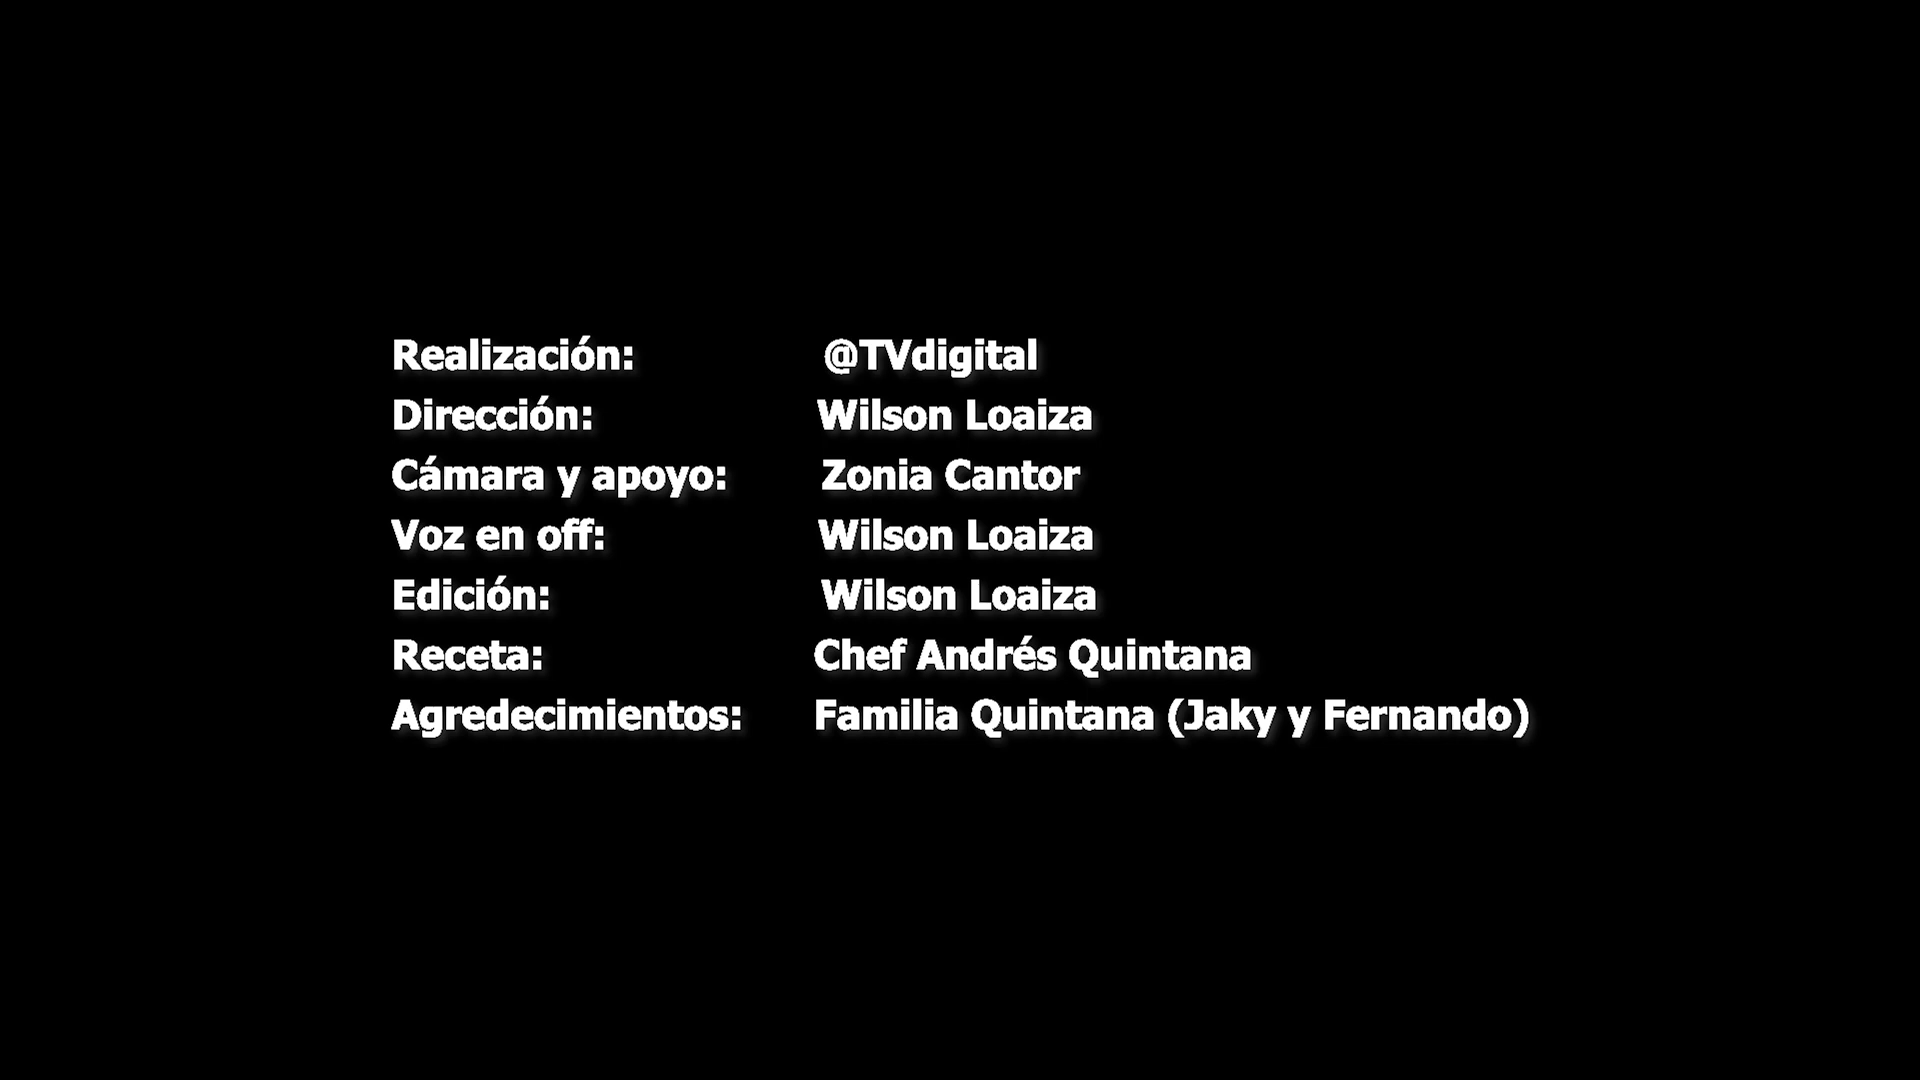 Realización: @TVdigital
Dirección: Wilson Loaiza
Cámara y apoyo: Zonia Cantor
Voz en off: Wilson Loaiza
Edición: Wilson Loaiza
Receta: Chef Andrés Quintana
Agredecimientos: Familia Quintana (Jaky y Fernando)